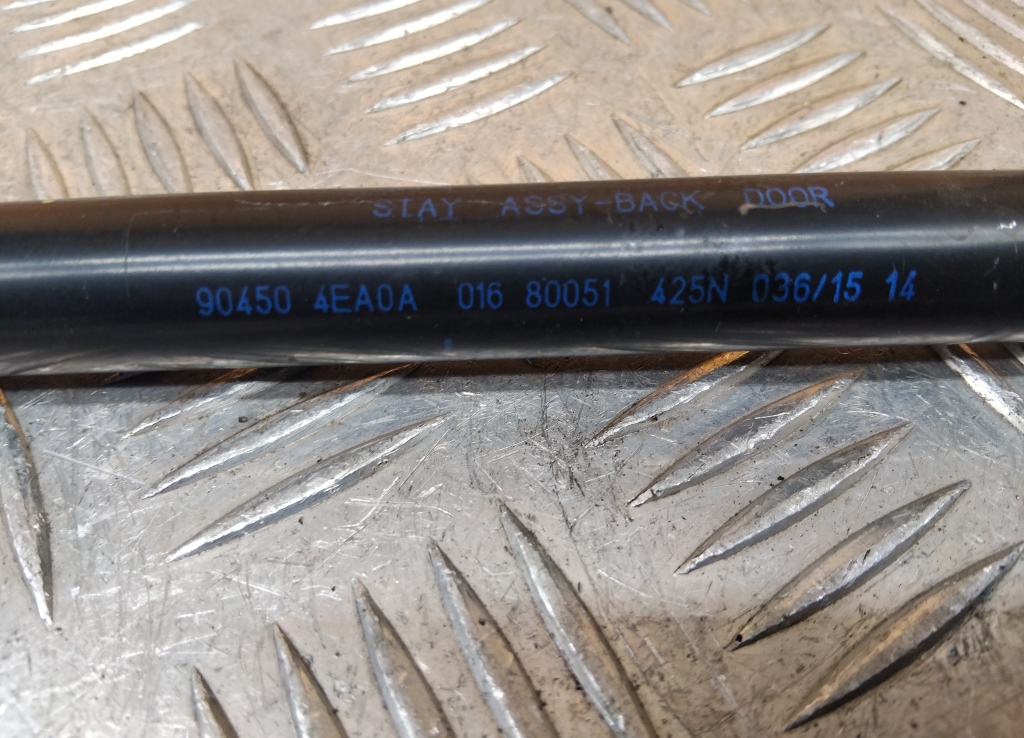 STAY ASSY-BACK DOOR
90450 4EA0A 016 80051 425N 036/15 14